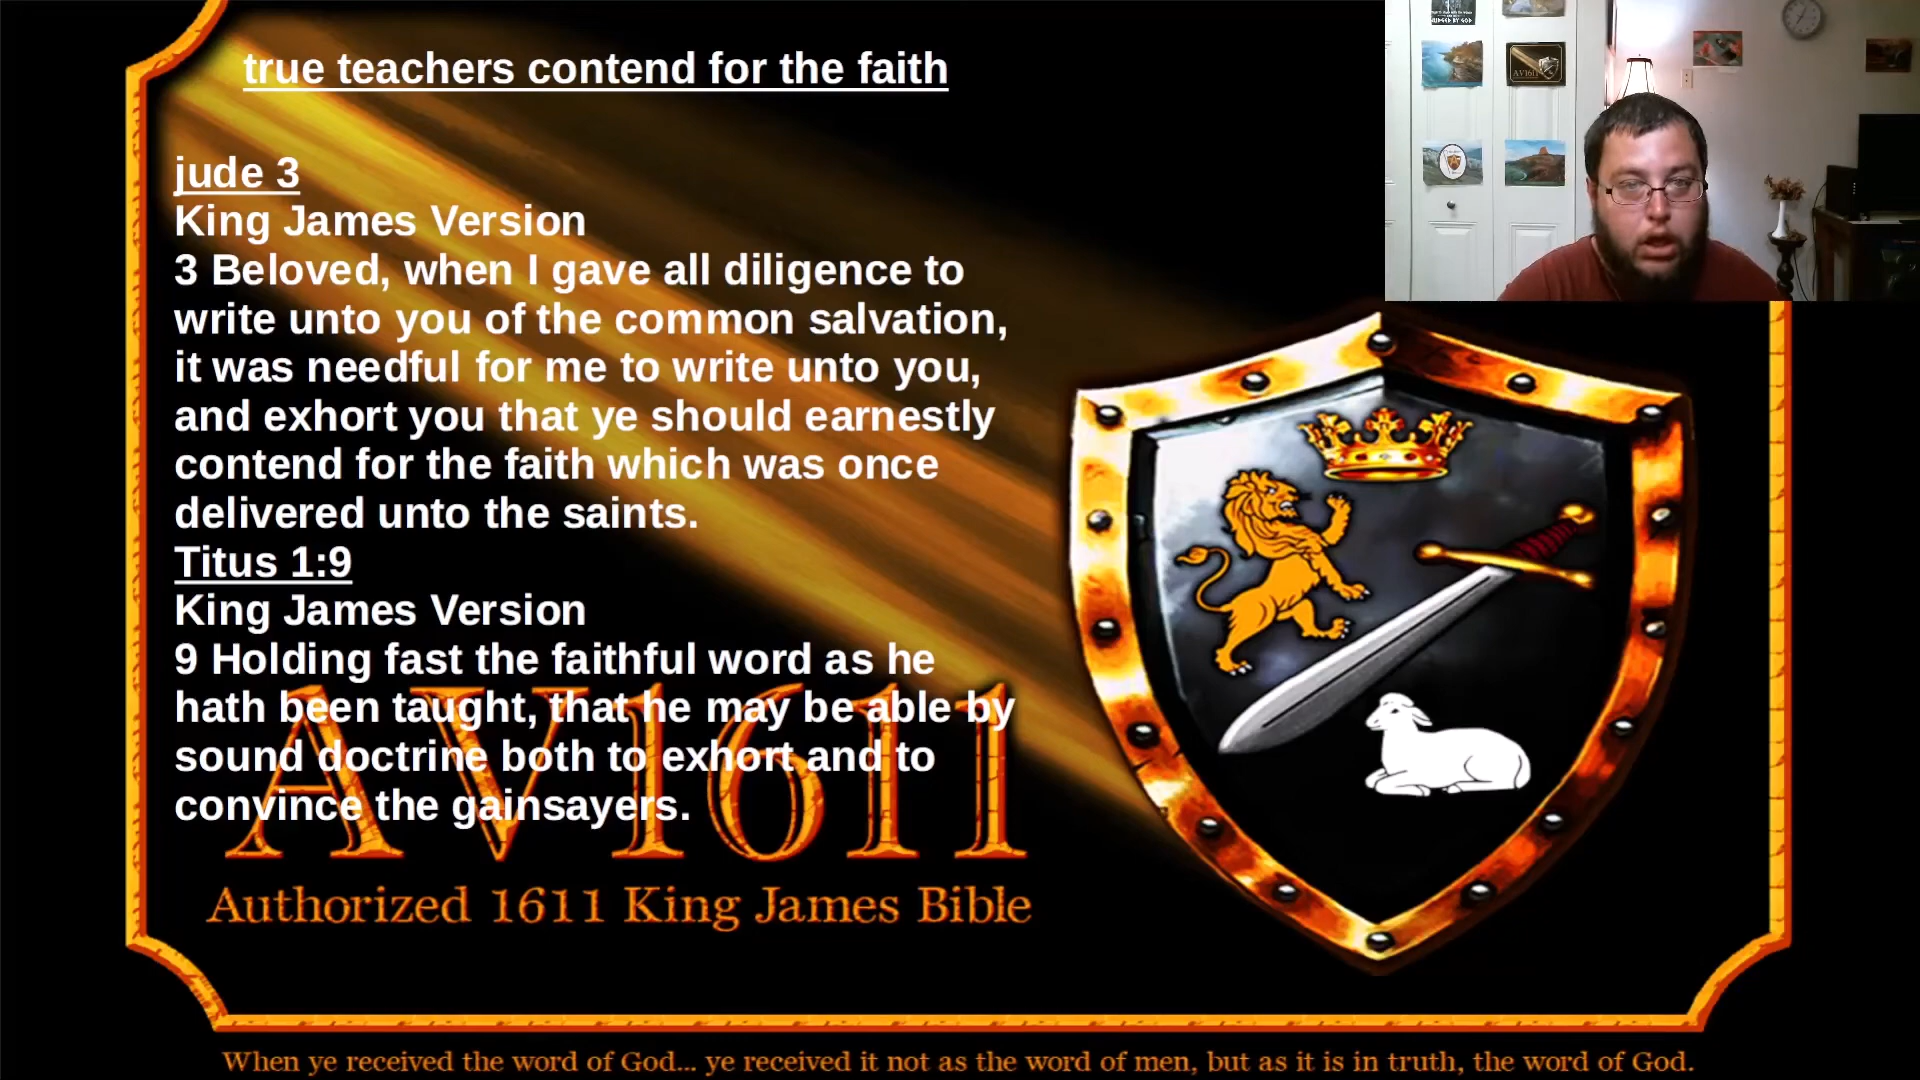 true teachers contend for the faith
jude 3
King James Version
3 Beloved, when I gave all diligence to
write unto you of the common salvation,
it was needful for me to write unto you,
and exhort you that ye should earnestly
contend for the faith which was once
delivered unto the saints.
Titus 1:9
King James Version
9 Holding fast the faithful word as he
hath been taught, that he may be able by
sound doctrine both to exhort and to
convince the gainsayers.
AV1611
Authorized 1611 King James Bible
When ye received the word of God... ye received it not as the word of men, but as it is in truth, the word of God.
JUDGED BY GOD
AV1611